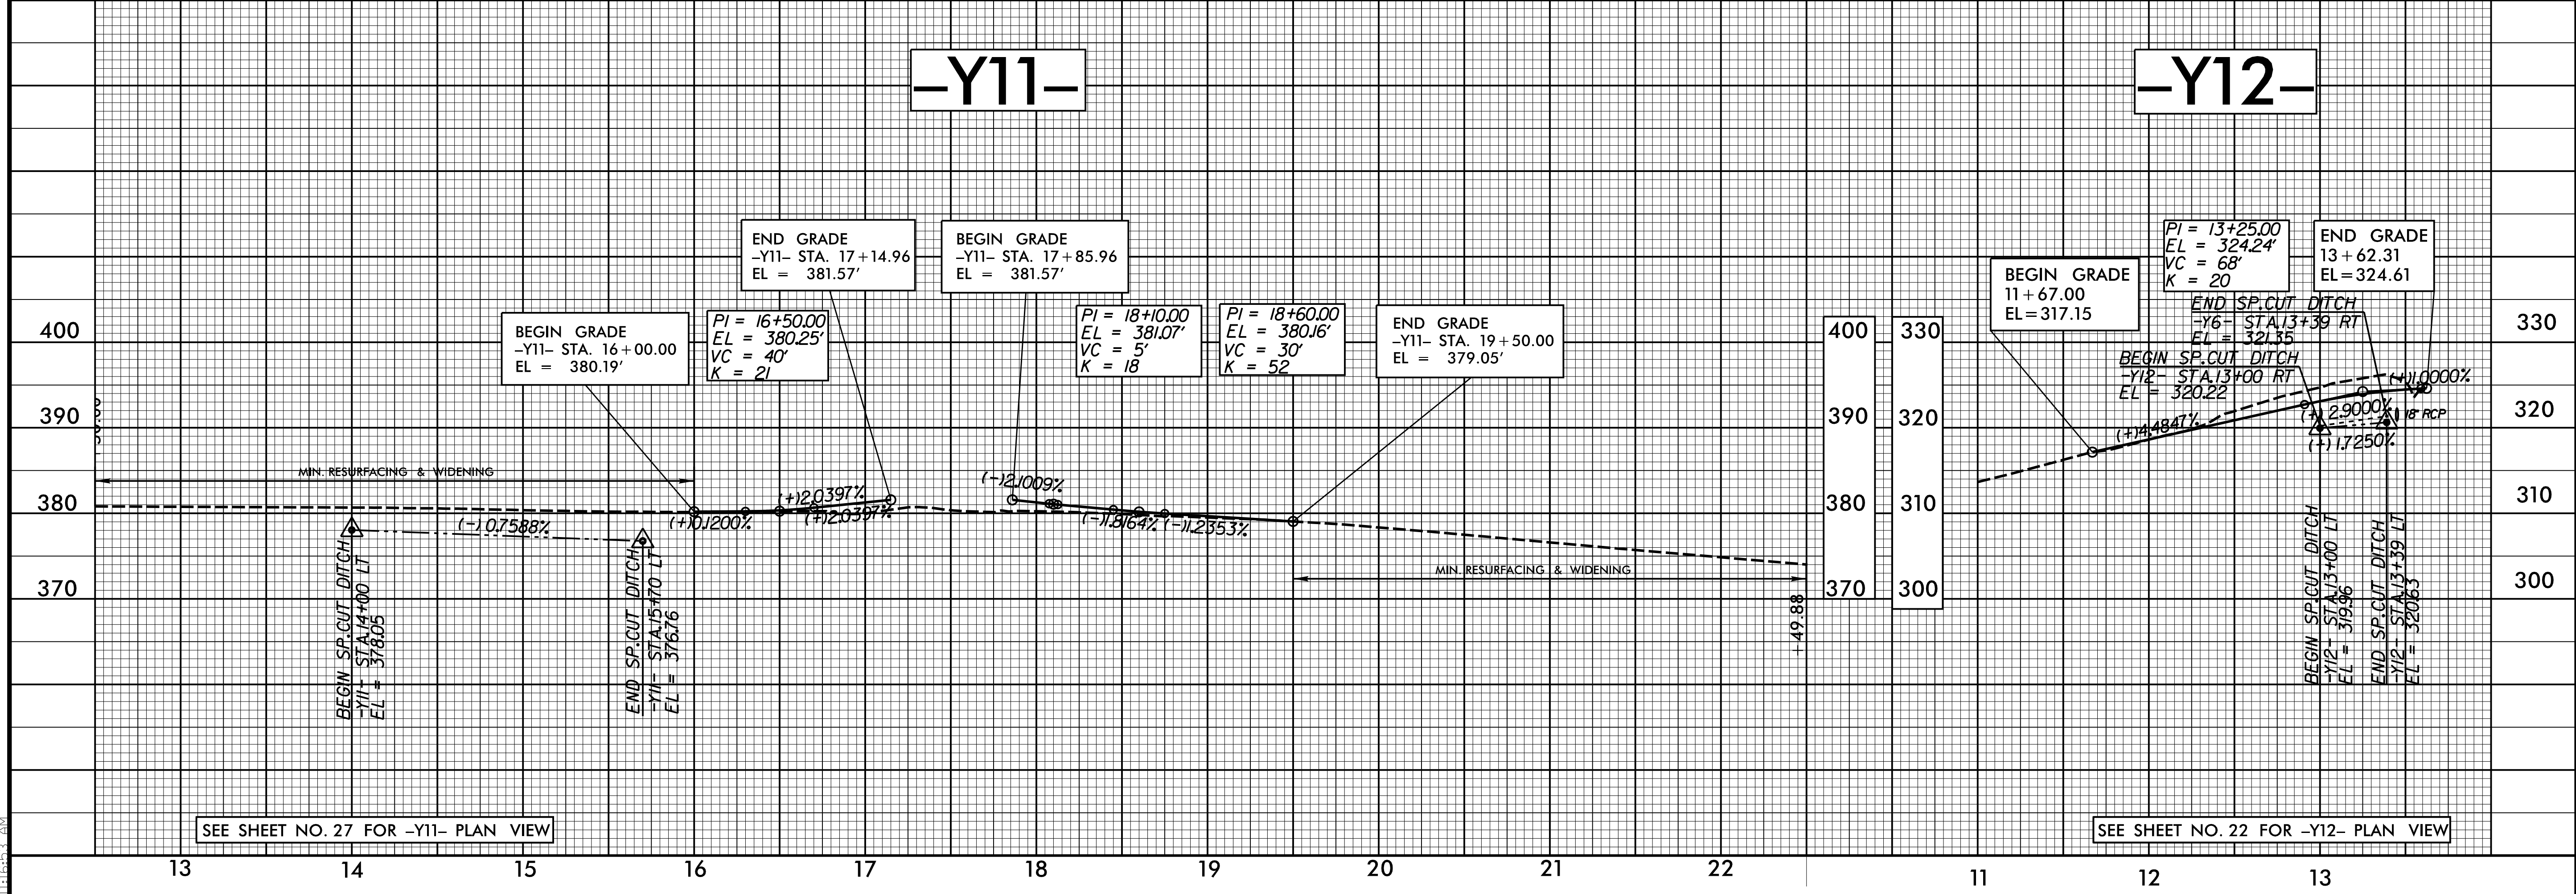 –Y11–
–Y12–
END GRADE
–Y11– STA. 17+14.96
EL = 381.57'
BEGIN GRADE
–Y11– STA. 17+85.96
EL = 381.57'
BEGIN GRADE
–Y11– STA. 16+00.00
EL = 380.19'
PI = 16+50.00
EL = 380.25'
VC = 40'
K = 21
PI = 18+10.00
EL = 381.07'
VC = 5'
K = 18
PI = 18+60.00
EL = 380.16'
VC = 30'
K = 52
END GRADE
–Y11– STA. 19+50.00
EL = 379.05'
BEGIN GRADE
11+67.00
EL=317.15
PI = 13+25.00
EL = 324.24'
VC = 68'
K = 20
END GRADE
13+62.31
EL=324.61
END SP.CUT DITCH
-Y6- STA.13+39 RT
EL = 321.35
BEGIN SP.CUT DITCH
-Y12- STA.13+00 RT
EL = 320.22
400
390
380
370
400
390
380
370
330
320
310
300
330
320
310
300
MIN. RESURFACING & WIDENING
(-)0.7588%
(+)0.1200%
(+)2.0397%
(+)2.0397%
(-)2.1009%
(-)1.8164%
(-)1.2353%
MIN. RESURFACING & WIDENING
+49.88
(+)4.4847%
(+)2.9000%
(+)1.7250%
(+)1.0000%
18" RCP
BEGIN SP.CUT DITCH
-Y11- STA.14+00 LT
EL = 378.05
END SP.CUT DITCH
-Y11- STA.15+70 LT
EL = 376.76
BEGIN SP.CUT DITCH
-Y12- STA.13+00 LT
EL = 319.96
END SP.CUT DITCH
-Y12- STA.13+39 LT
EL = 320.63
SEE SHEET NO. 27 FOR –Y11– PLAN VIEW
SEE SHEET NO. 22 FOR –Y12– PLAN VIEW
13
14
15
16
17
18
19
20
21
22
11
12
13